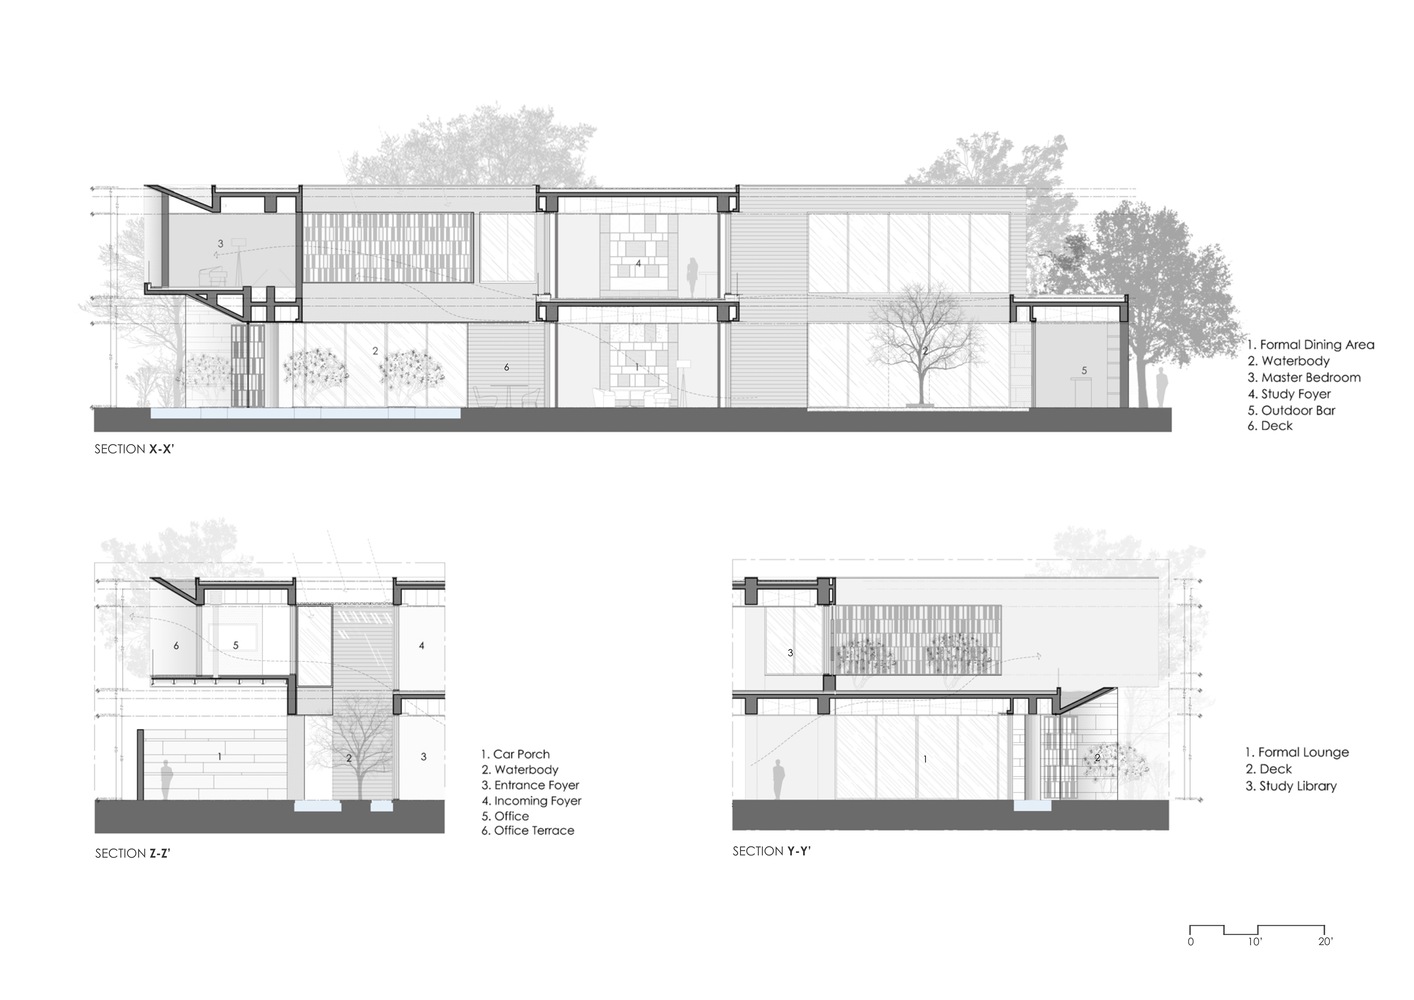 3
4
2
6
1
2
5
1. Formal Dining Area
2. Waterbody
3. Master Bedroom
4. Study Foyer
5. Outdoor Bar
6. Deck
SECTION X-X’
6
5
4
1
2
3
1. Car Porch
2. Waterbody
3. Entrance Foyer
4. Incoming Foyer
5. Office
6. Office Terrace
SECTION Z-Z’
3
1
2
1. Formal Lounge
2. Deck
3. Study Library
SECTION Y-Y’
0 10’ 20’